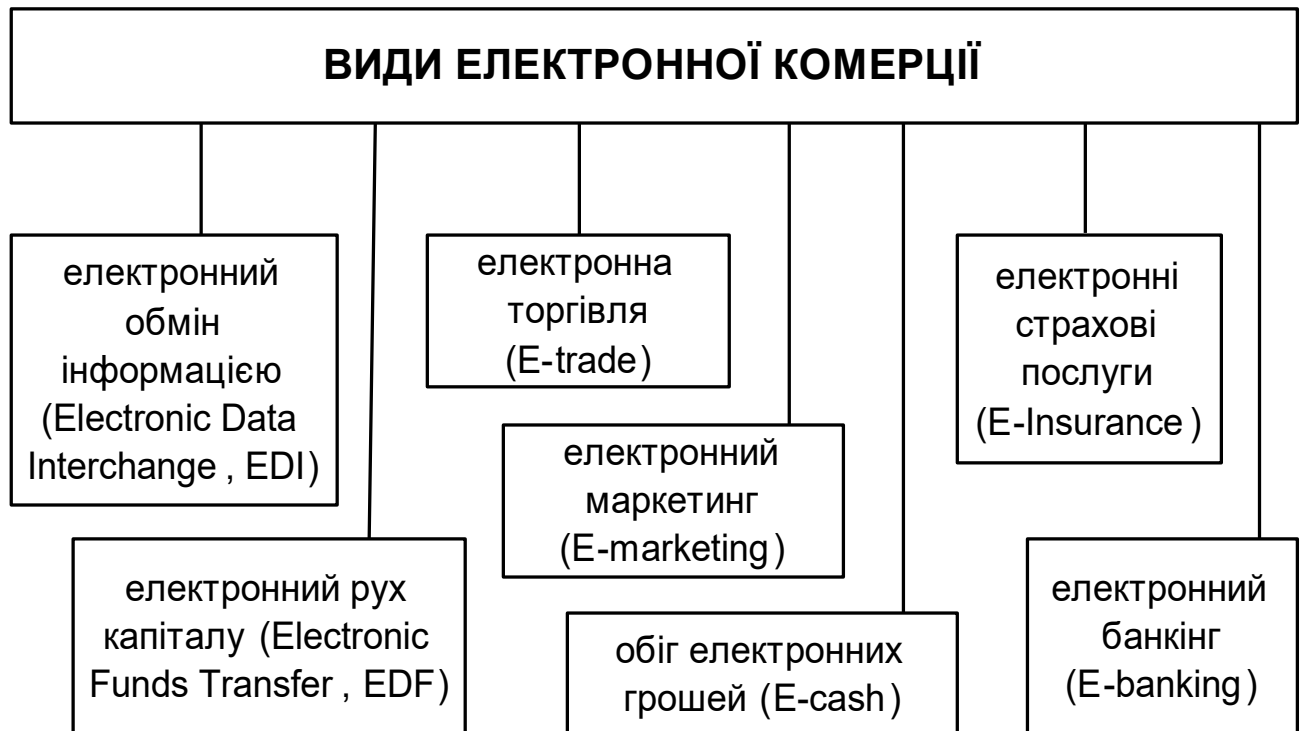 ВИДИ ЕЛЕКТРОННОЇ КОМЕРЦІЇ
електронний
обмін
інформацією
(Electronic Data
Interchange , EDI)
електронний рух
капіталу (Electronic
Funds Transfer , EDF)
електронна
торгівля
(E-trade)
електронний
маркетинг
(E-marketing)
обіг електронних
грошей (E-cash)
електронні
страхові
послуги
(E-Insurance )
електронний
банкінг
(E-banking)